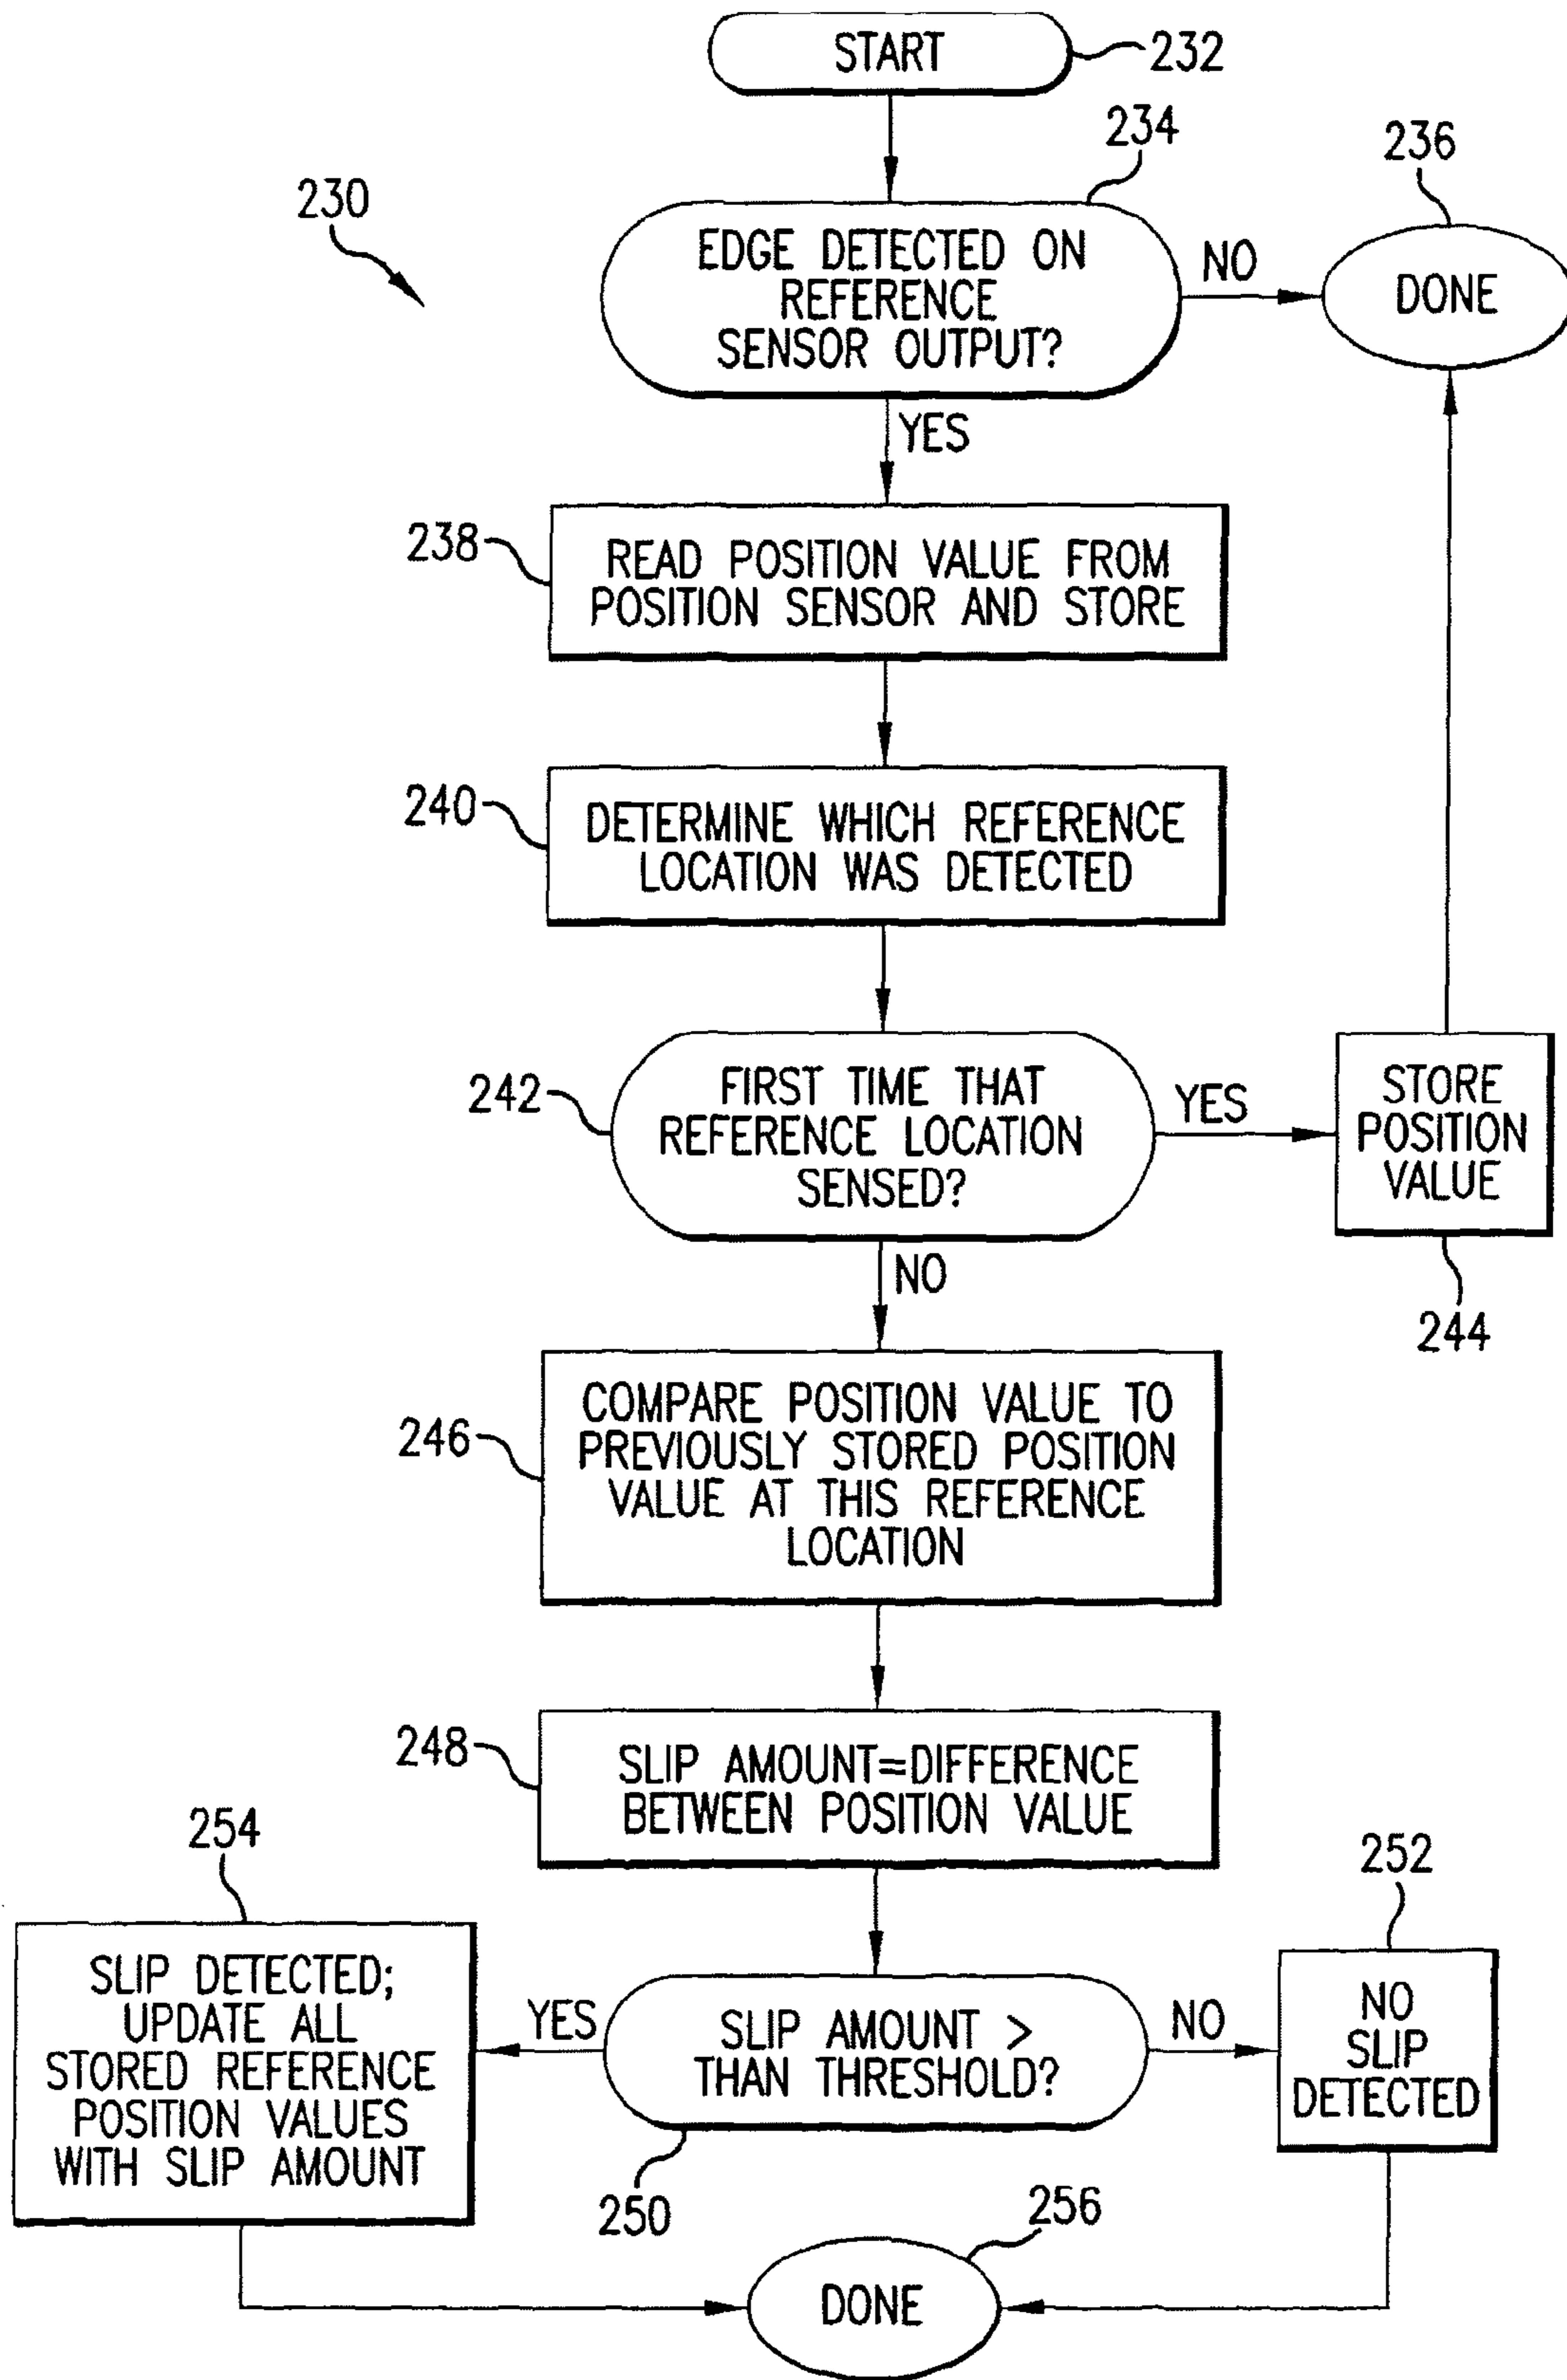 START
232
234
236
230
EDGE DETECTED ON
REFERENCE
SENSOR OUTPUT?
NO
DONE
YES
238
READ POSITION VALUE FROM
POSITION SENSOR AND STORE
240
DETERMINE WHICH REFERENCE
LOCATION WAS DETECTED
242
FIRST TIME THAT
REFERENCE LOCATION
SENSED?
YES
STORE
POSITION
VALUE
244
NO
246
COMPARE POSITION VALUE TO
PREVIOUSLY STORED POSITION
VALUE AT THIS REFERENCE
LOCATION
248
SLIP AMOUNT=DIFFERENCE
BETWEEN POSITION VALUE
254
SLIP DETECTED;
UPDATE ALL
STORED REFERENCE
POSITION VALUES
WITH SLIP AMOUNT
YES
SLIP AMOUNT >
THAN THRESHOLD?
250
NO
252
NO
SLIP
DETECTED
256
DONE